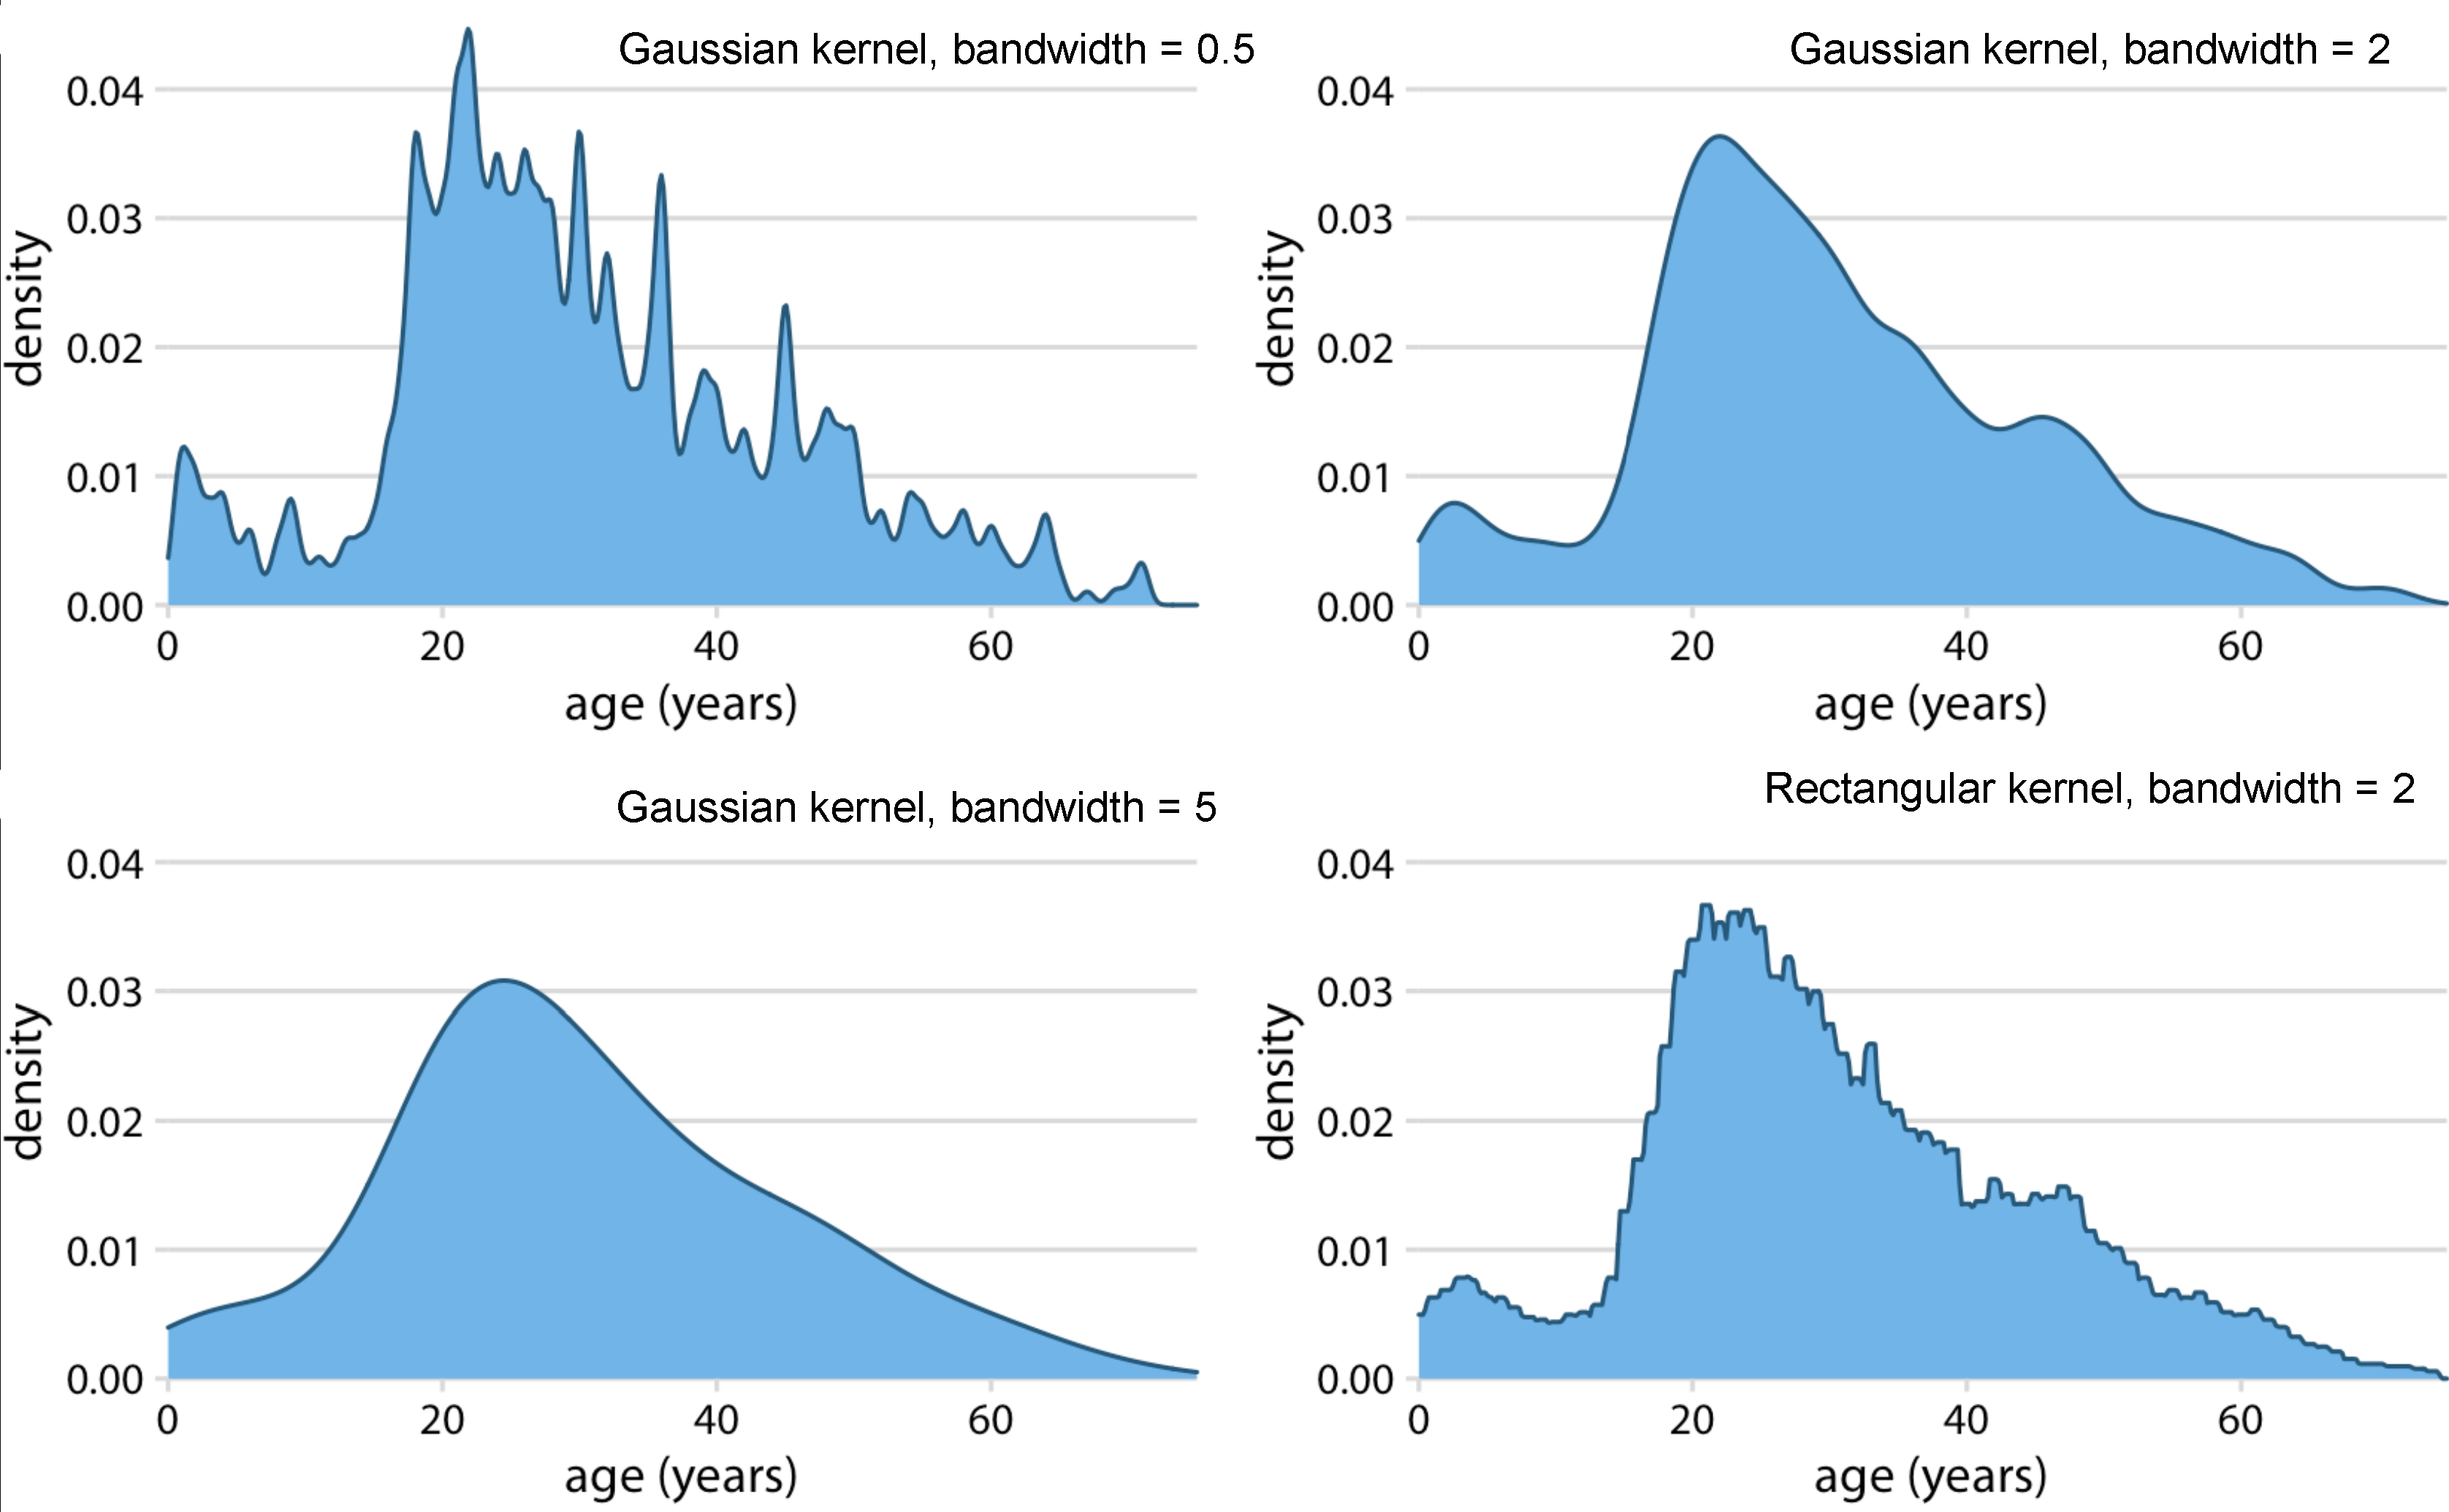 Gaussian kernel, bandwidth = 0.5
density
0.04
0.03
0.02
0.01
0.00
0 20 40 60
age (years)
Gaussian kernel, bandwidth = 2
density
0.04
0.03
0.02
0.01
0.00
0 20 40 60
age (years)
Gaussian kernel, bandwidth = 5
density
0.04
0.03
0.02
0.01
0.00
0 20 40 60
age (years)
Rectangular kernel, bandwidth = 2
density
0.04
0.03
0.02
0.01
0.00
0 20 40 60
age (years)